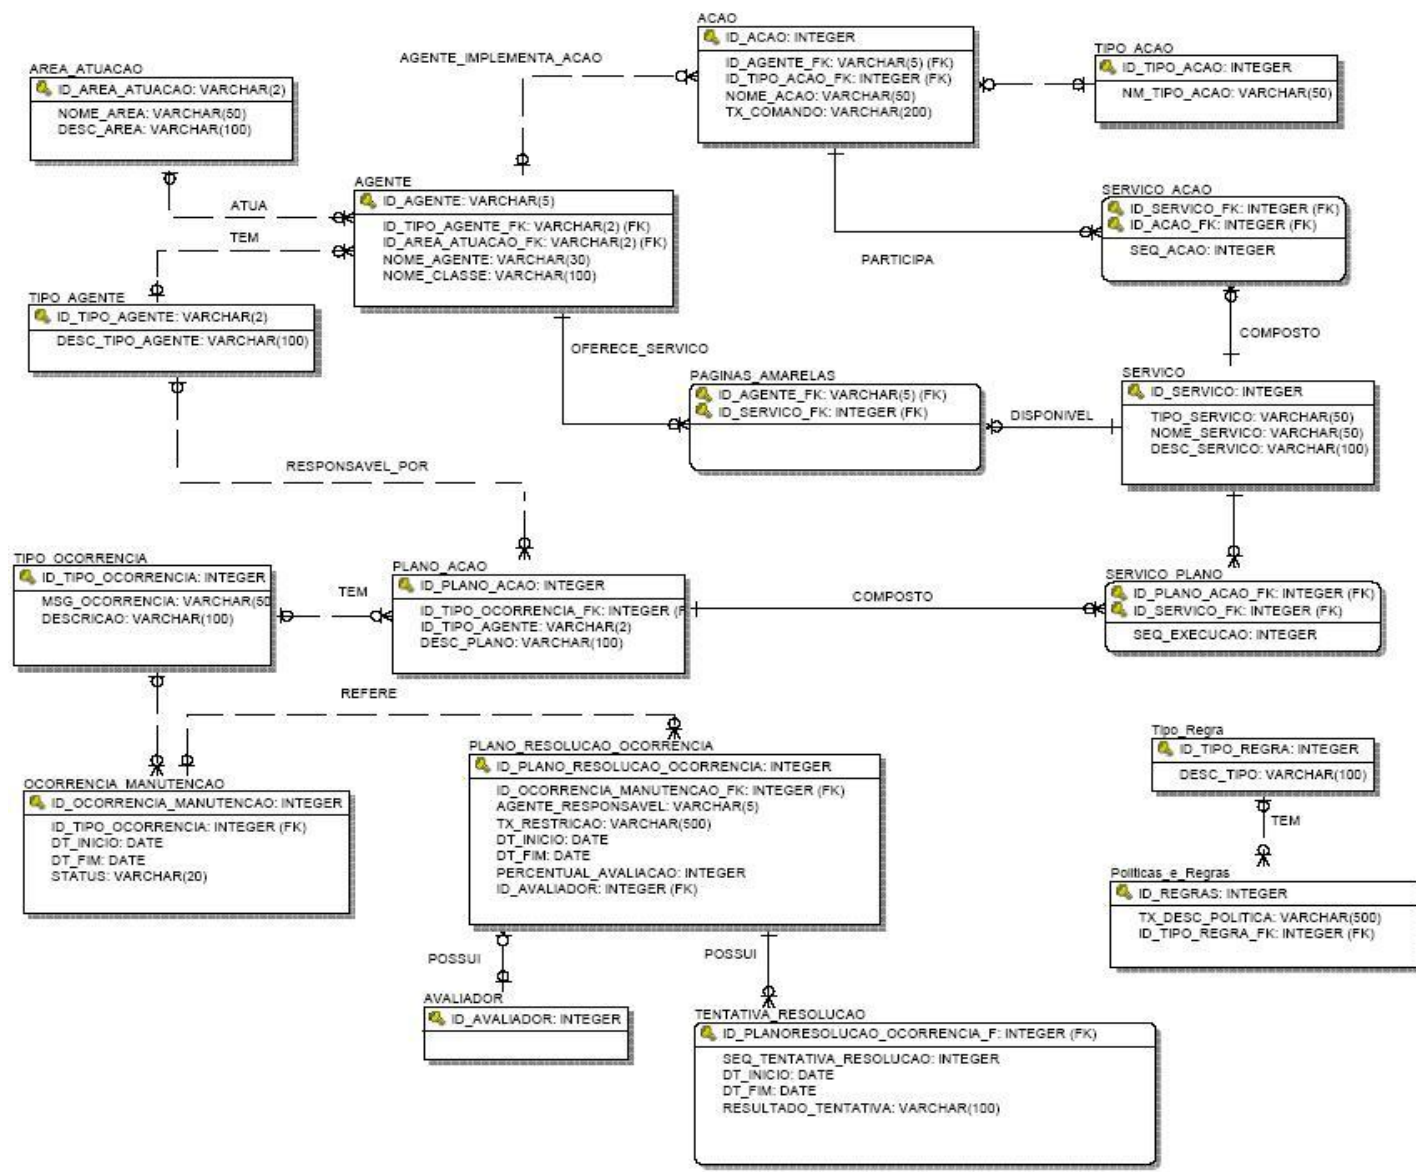 ACAO
ID_ACAO: INTEGER
ID_AGENTE_FK: VARCHAR(5) (FK)
ID_TIPO_ACAO_FK: INTEGER (FK)
NOME_ACAO: VARCHAR(50)
TX_COMANDO: VARCHAR(200)
TIPO_ACAO
ID_TIPO_ACAO: INTEGER
NM_TIPO_ACAO: VARCHAR(50)
AGENTE_IMPLEMENTA_ACAO
AREA_ATUACAO
ID_AREA_ATUACAO: VARCHAR(2)
NOME_AREA: VARCHAR(50)
DESC_AREA: VARCHAR(100)
ATUA
TEM
AGENTE
ID_AGENTE: VARCHAR(5)
ID_TIPO_AGENTE_FK: VARCHAR(2) (FK)
ID_AREA_ATUACAO_FK: VARCHAR(2) (FK)
NOME_AGENTE: VARCHAR(30)
NOME_CLASSE: VARCHAR(100)
SERVICO_ACAO
ID_SERVICO_FK: INTEGER (FK)
ID_ACAO_FK: INTEGER (FK)
SEQ_ACAO: INTEGER
PARTICIPA
TIPO_AGENTE
ID_TIPO_AGENTE: VARCHAR(2)
DESC_TIPO_AGENTE: VARCHAR(100)
OFERECE_SERVICO
COMPOSTO
PAGINAS_AMARELAS
ID_AGENTE_FK: VARCHAR(5) (FK)
ID_SERVICO_FK: INTEGER (FK)
DISPONIVEL
SERVICO
ID_SERVICO: INTEGER
TIPO_SERVICO: VARCHAR(50)
NOME_SERVICO: VARCHAR(50)
DESC_SERVICO: VARCHAR(100)
RESPONSAVEL_POR
TIPO_OCORRENCIA
ID_TIPO_OCORRENCIA: INTEGER
MSG_OCORRENCIA: VARCHAR(50
DESCRICAO: VARCHAR(100)
TEM
PLANO_ACAO
ID_PLANO_ACAO: INTEGER
ID_TIPO_OCORRENCIA_FK: INTEGER (F
ID_TIPO_AGENTE: VARCHAR(2)
DESC_PLANO: VARCHAR(100)
COMPOSTO
SERVICO_PLANO
ID_PLANO_ACAO_FK: INTEGER (FK)
ID_SERVICO_FK: INTEGER (FK)
SEQ_EXECUCAO: INTEGER
REFERE
OCORRENCIA_MANUTENCAO
ID_OCORRENCIA_MANUTENCAO: INTEGER
ID_TIPO_OCORRENCIA: INTEGER (FK)
DT_INICIO: DATE
DT_FIM: DATE
STATUS: VARCHAR(20)
PLANO_RESOLUCAO_OCORRENCIA
ID_PLANO_RESOLUCAO_OCORRENCIA: INTEGER
ID_OCORRENCIA_MANUTENCAO_FK: INTEGER (FK)
AGENTE_RESPONSAVEL: VARCHAR(5)
TX_RESTRICAO: VARCHAR(500)
DT_INICIO: DATE
DT_FIM: DATE
PERCENTUAL_AVALIACAO: INTEGER
ID_AVALIADOR: INTEGER (FK)
Tipo_Regra
ID_TIPO_REGRA: INTEGER
DESC_TIPO: VARCHAR(100)
TEM
Politicas_e_Regras
ID_REGRAS: INTEGER
TX_DESC_POLITICA: VARCHAR(500)
ID_TIPO_REGRA_FK: INTEGER (FK)
POSSUI
POSSUI
AVALIADOR
ID_AVALIADOR: INTEGER
TENTATIVA_RESOLUCAO
ID_PLANORESOLUCAO_OCORRENCIA_F: INTEGER (FK)
SEQ_TENTATIVA_RESOLUCAO: INTEGER
DT_INICIO: DATE
DT_FIM: DATE
RESULTADO_TENTATIVA: VARCHAR(100)